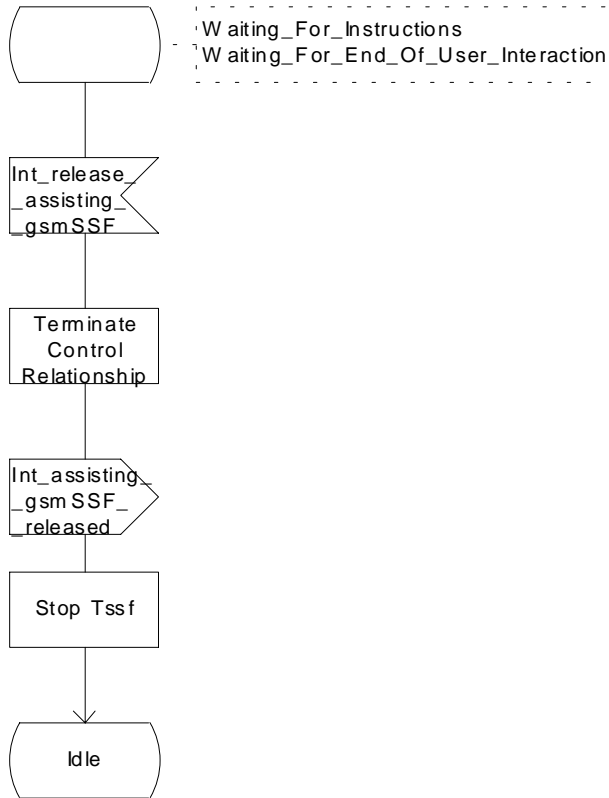 Waiting_For_Instructions
Waiting_For_End_Of_User_Interaction
Int_release_
_assisting_
_gsmSSF
Terminate
Control
Relationship
Int_assisting_
_gsmSSF_
_released
Stop Tssf
Idle